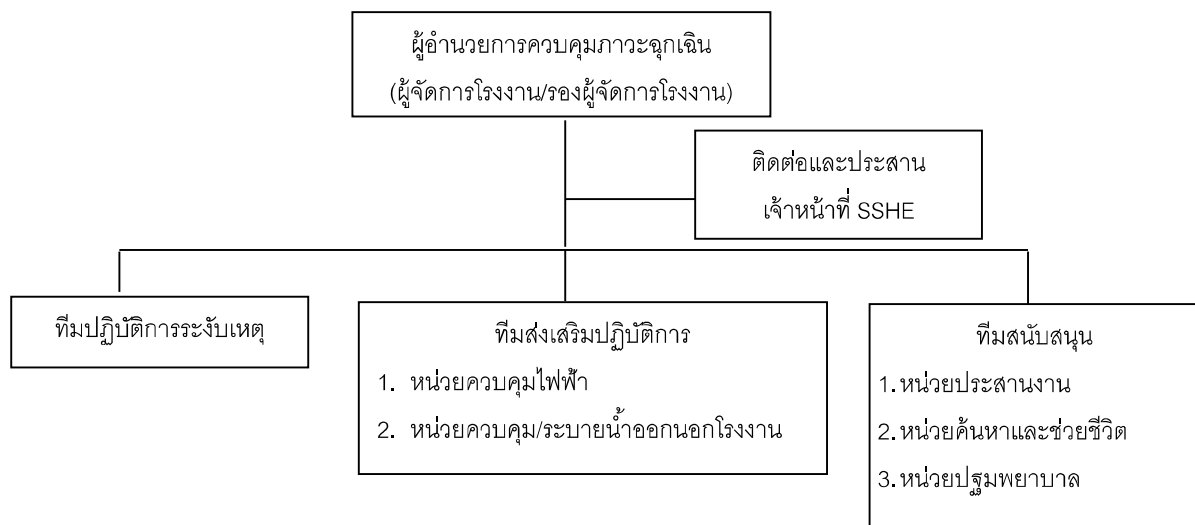 ผู้อำนวยการควบคุมภาวะฉุกเฉิน
(ผู้จัดการโรงงาน/รองผู้จัดการโรงงาน)
ติดต่อและประสาน
เจ้าหน้าที่ SSHE
ทีมปฏิบัติการระงับเหตุ
ทีมส่งเสริมปฏิบัติการ
1. หน่วยควบคุมไฟฟ้า
2. หน่วยควบคุม/ระบายน้ำออกนอกโรงงาน
ทีมสนับสนุน
1. หน่วยประสานงาน
2. หน่วยค้นหาและช่วยชีวิต
3. หน่วยปฐมพยาบาล